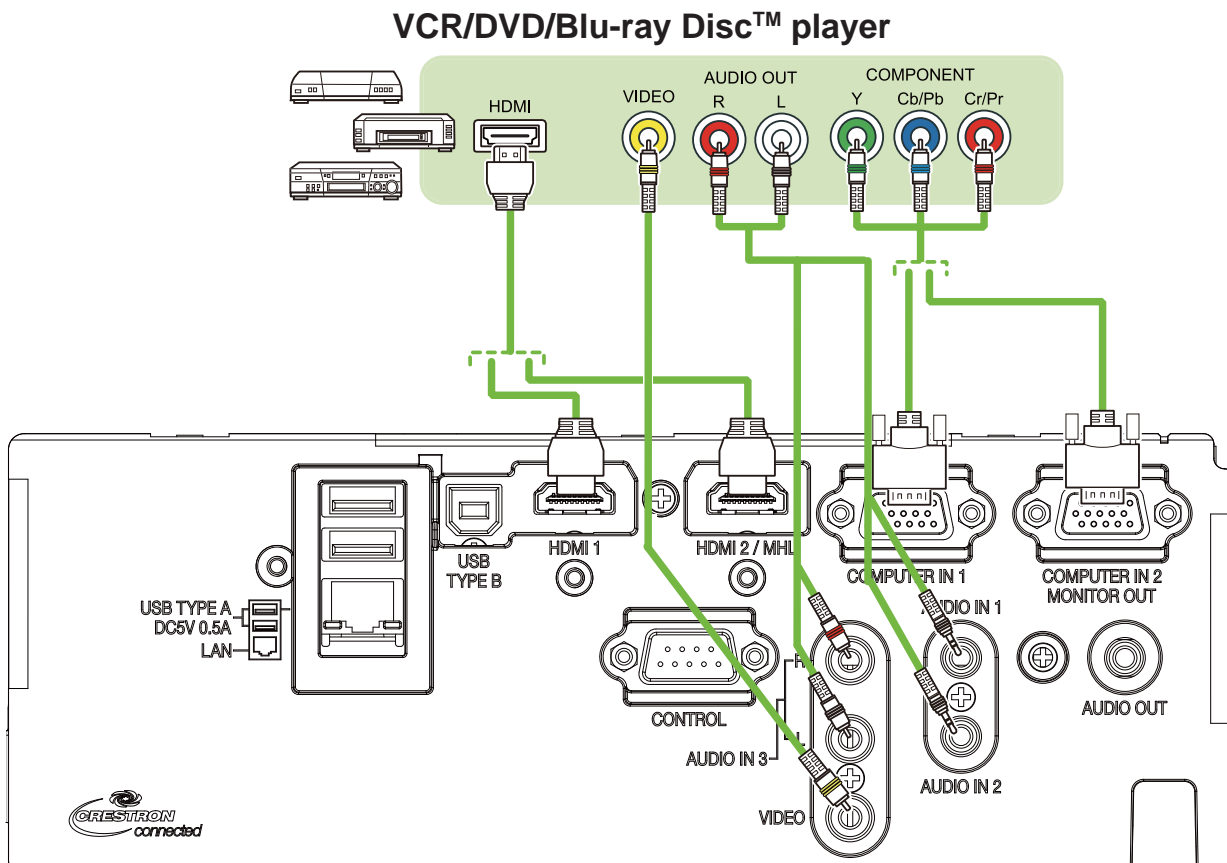 VCR/DVD/Blu-ray Disc™ player
HDMI
VIDEO
AUDIO OUT
R
L
COMPONENT
Y
Cb/Pb
Cr/Pr
USB TYPE B
HDMI 1
HDMI 2 / MHL
COMPUTER IN 1
COMPUTER IN 2
MONITOR OUT
USB TYPE A
DC5V 0.5A
LAN
CONTROL
R
L
AUDIO IN 3
VIDEO
AUDIO IN 1
AUDIO IN 2
AUDIO OUT
CRESTRON
connected